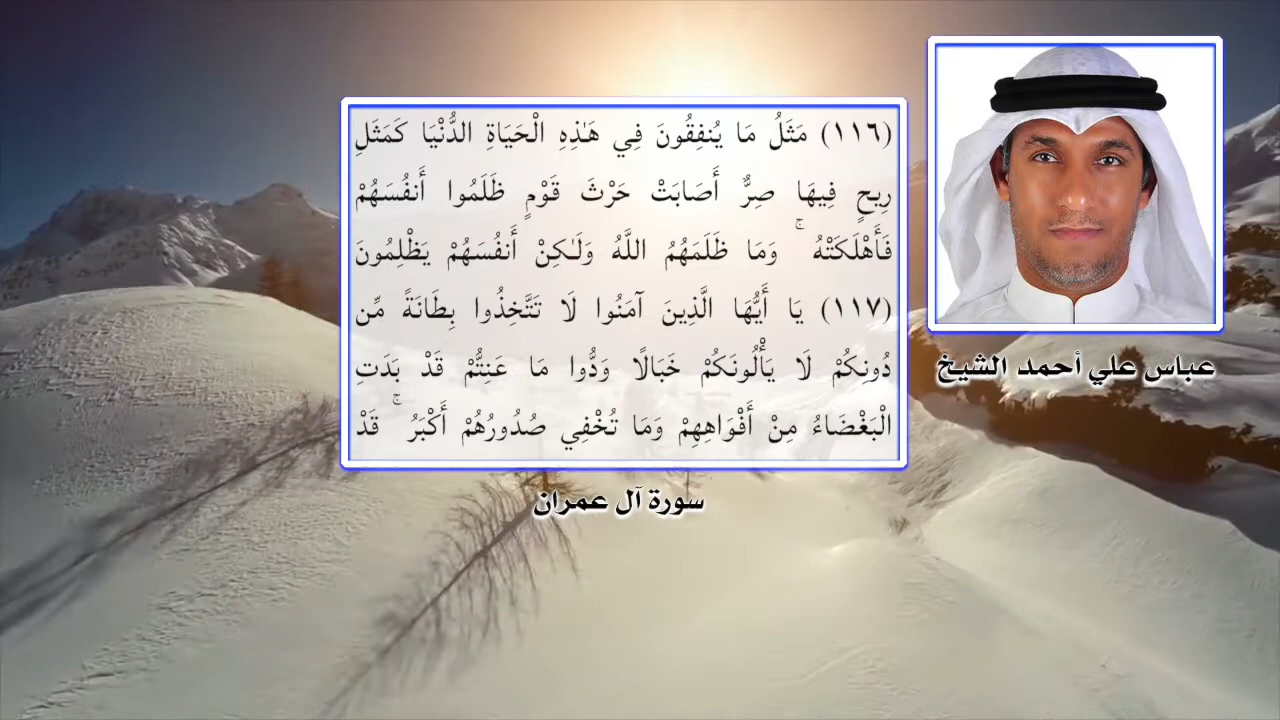 (١١٦) مَثَلُ مَا يُنفِقُونَ فِي هَٰذِهِ الْحَيَاةِ الدُّنْيَا كَمَثَلِ
رِيحٍ فِيهَا صِرٌّ أَصَابَتْ حَرْثَ قَوْمٍ ظَلَمُوا أَنفُسَهُمْ
فَأَهْلَكَتْهُ ۚ وَمَا ظَلَمَهُمُ اللَّهُ وَلَٰكِنْ أَنفُسَهُمْ يَظْلِمُونَ
(١١٧) يَا أَيُّهَا الَّذِينَ آمَنُوا لَا تَتَّخِذُوا بِطَانَةً مِّن
دُونِكُمْ لَا يَأْلُونَكُمْ خَبَالًا وَدُّوا مَا عَنِتُّمْ قَدْ بَدَتِ
الْبَغْضَاءُ مِنْ أَفْوَاهِهِمْ وَمَا تُخْفِي صُدُورُهُمْ أَكْبَرُ ۚ قَدْ
عباس علي أحمد الشيخ
سورة آل عمران